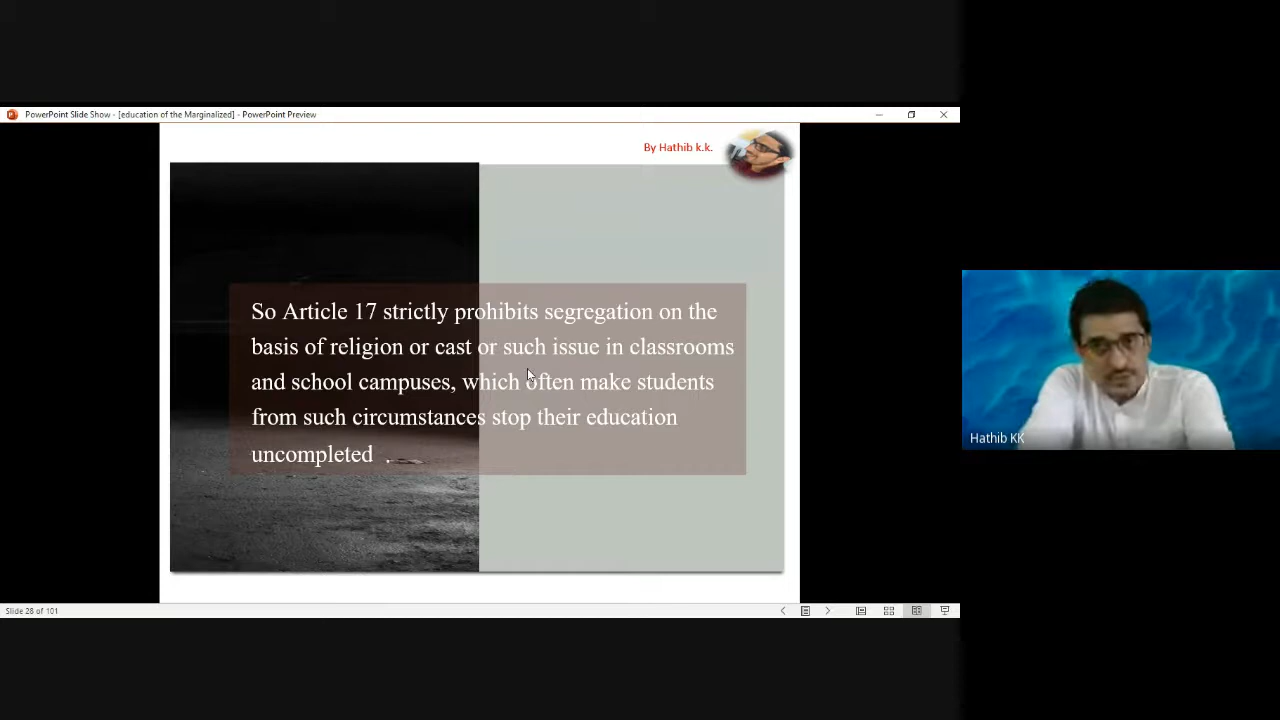 PowerPoint Slide Show - [education of the Marginalized] - PowerPoint Preview
By Hathib k.k.
So Article 17 strictly prohibits segregation on the
basis of religion or cast or such issue in classrooms
and school campuses, which often make students
from such circumstances stop their education
uncompleted .
Hathib KK
Slide 28 of 101